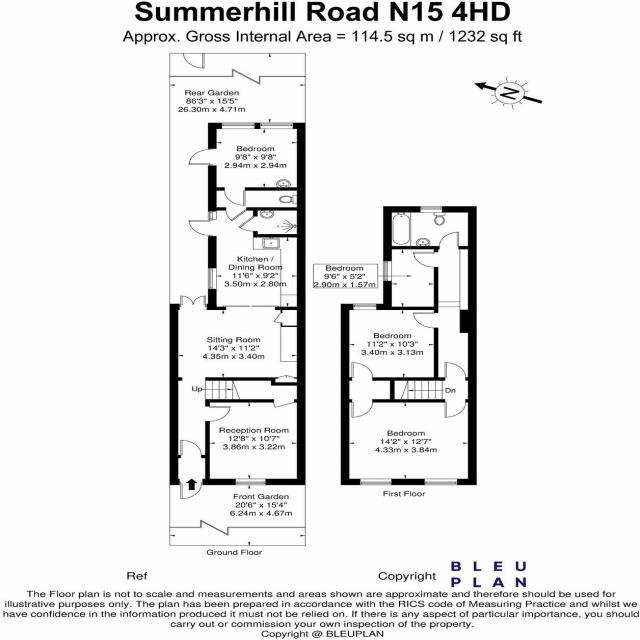 Summerhill Road N15 4HD
Approx. Gross Internal Area = 114.5 sq m / 1232 sq ft
Rear Garden
86'3" x 15'5"
26.30m x 4.71m
N
Bedroom
9'8" x 9'8"
2.94m x 2.94m
Kitchen /
Dining Room
11'6" x 9'2"
3.50m x 2.80m
Bedroom
9'6" x 5'2"
2.90m x 1.57m
Sitting Room
14'3" x 11'2"
4.35m x 3.40m
Bedroom
11'2" x 10'3"
3.40m x 3.13m
Up
Dn
Reception Room
12'8" x 10'7"
3.86m x 3.22m
Bedroom
14'2" x 12'7"
4.33m x 3.84m
Front Garden
20'6" x 15'4"
6.24m x 4.67m
First Floor
Ground Floor
Ref
Copyright
BLEU
PLAN
The Floor plan is not to scale and measurements and areas shown are approximate and therefore should be used for
illustrative purposes only. The plan has been prepared in accordance with the RICS code of Measuring Practice and whilst we
have confidence in the information produced it must not be relied on. If there is any aspect of particular importance, you should
carry out or commission your own inspection of the property.
Copyright @ BLEUPLAN